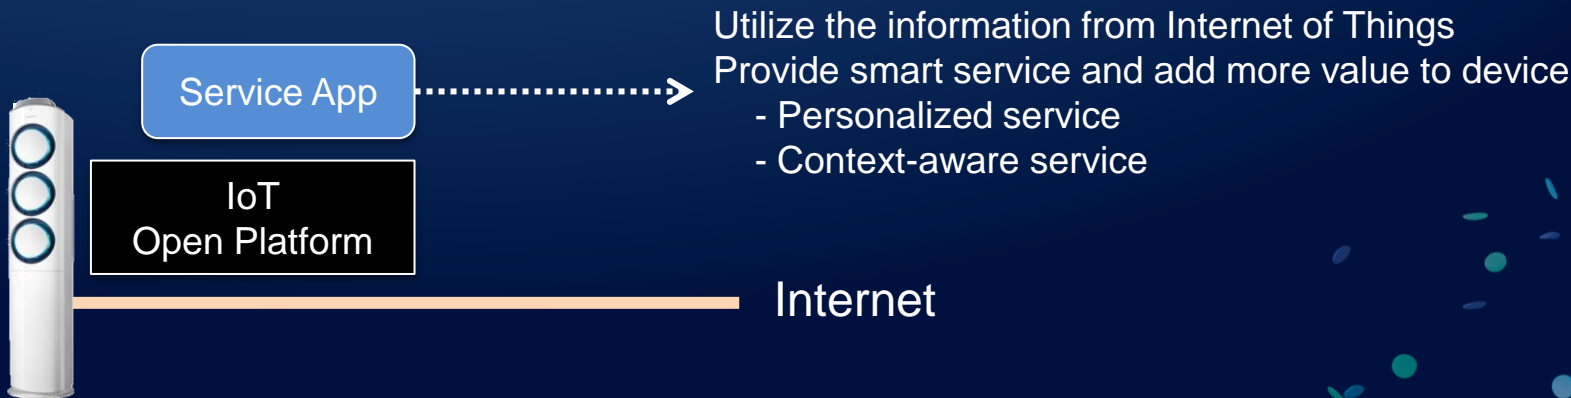 Utilize the information from Internet of Things
Provide smart service and add more value to device
- Personalized service
- Context-aware service
Service App
IoT
Open Platform
Internet